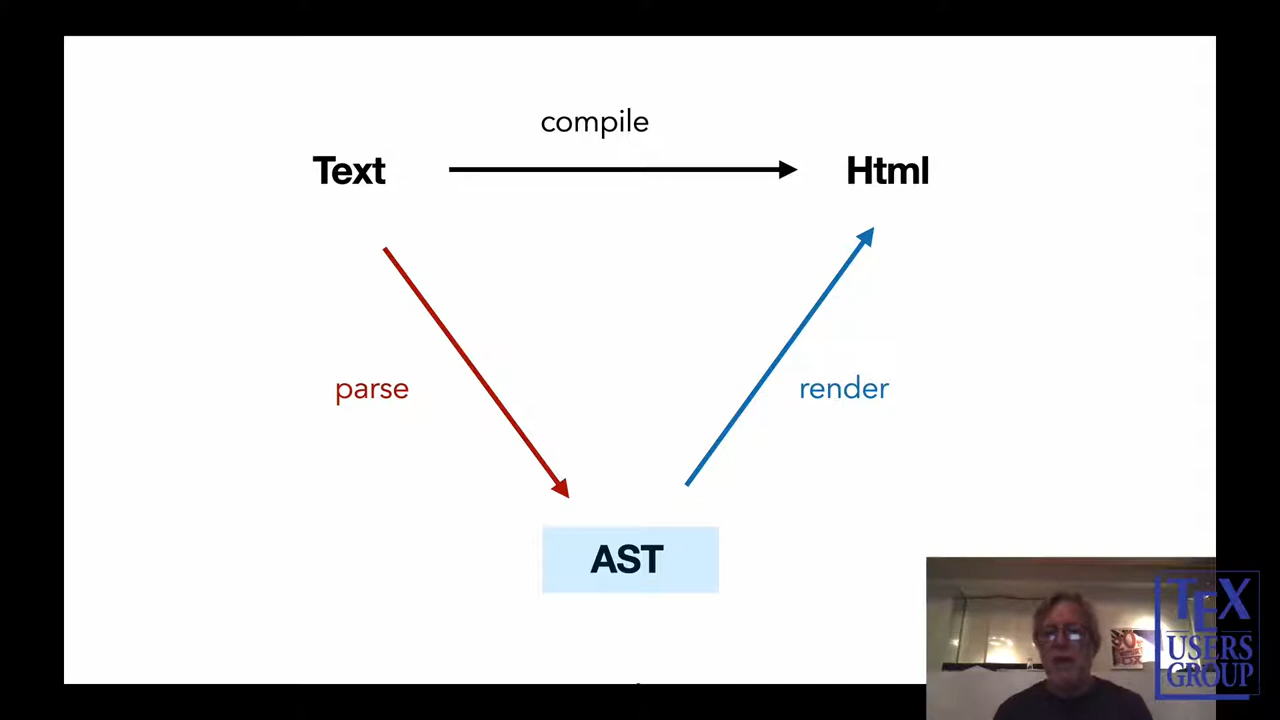 compile
Text
Html
parse
render
AST
TEX
USERS
GROUP